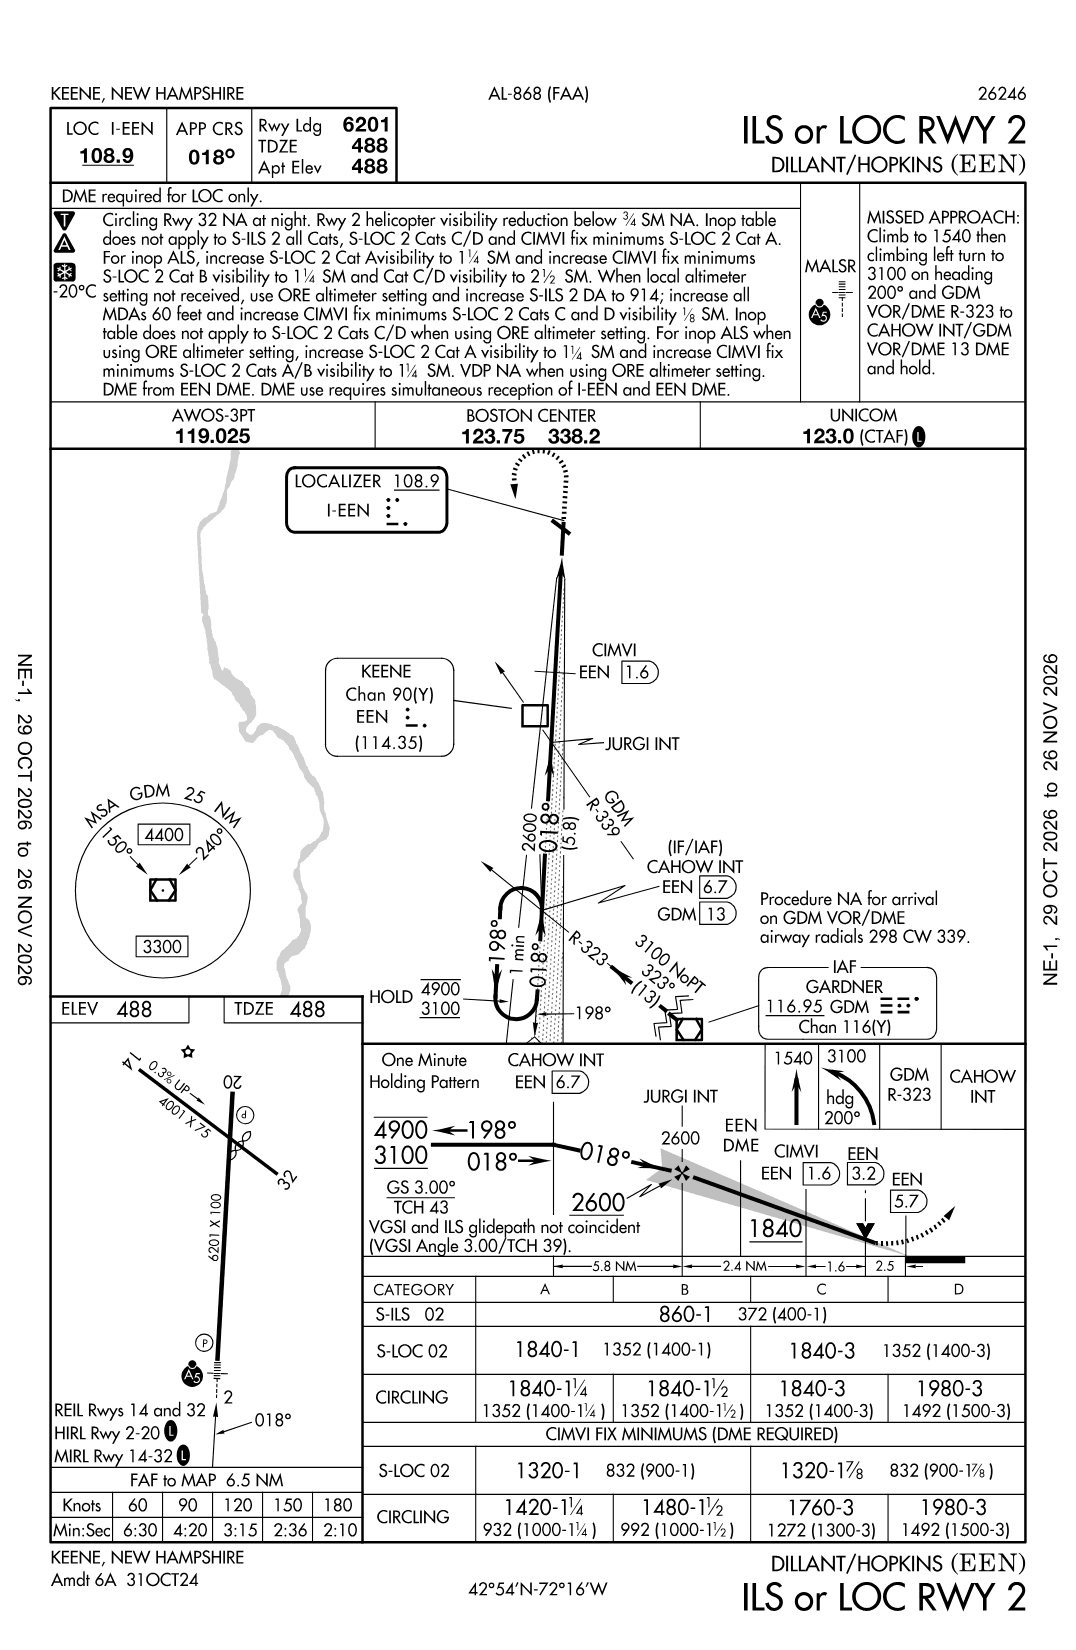 KEENE, NEW HAMPSHIRE
AL-868 (FAA)
26246
LOC I-EEN
108.9
APP CRS
018°
Rwy Ldg 6201
TDZE 488
Apt Elev 488
ILS or LOC RWY 2
DILLANT/HOPKINS (EEN)
DME required for LOC only.
T
A
-20°C
Circling Rwy 32 NA at night. Rwy 2 helicopter visibility reduction below ¾ SM NA. Inop table
does not apply to S-ILS 2 all Cats, S-LOC 2 Cats C/D and CIMVI fix minimums S-LOC 2 Cat A.
For inop ALS, increase S-LOC 2 Cat Avisibility to 1¼ SM and increase CIMVI fix minimums
S-LOC 2 Cat B visibility to 1¼ SM and Cat C/D visibility to 2½ SM. When local altimeter
setting not received, use ORE altimeter setting and increase S-ILS 2 DA to 914; increase all
MDAs 60 feet and increase CIMVI fix minimums S-LOC 2 Cats C and D visibility ⅛ SM. Inop
table does not apply to S-LOC 2 Cats C/D when using ORE altimeter setting. For inop ALS when
using ORE altimeter setting, increase S-LOC 2 Cat A visibility to 1¼ SM and increase CIMVI fix
minimums S-LOC 2 Cats A/B visibility to 1¼ SM. VDP NA when using ORE altimeter setting.
DME from EEN DME. DME use requires simultaneous reception of I-EEN and EEN DME.
MALSR
A5
MISSED APPROACH:
Climb to 1540 then
climbing left turn to
3100 on heading
200° and GDM
VOR/DME R-323 to
CAHOW INT/GDM
VOR/DME 13 DME
and hold.
AWOS-3PT
119.025
BOSTON CENTER
123.75 338.2
UNICOM
123.0 (CTAF) L
LOCALIZER 108.9
I-EEN
CIMVI
EEN 1.6
KEENE
Chan 90(Y)
EEN
(114.35)
JURGI INT
GDM
R-339
2600
018°
(5.8)
(IF/IAF)
CAHOW INT
EEN 6.7
GDM 13
MSA GDM 25 NM
150°
4400
240°
3300
Procedure NA for arrival
on GDM VOR/DME
airway radials 298 CW 339.
198°
1 min
018°
R-323
3100 NoPT
323°
(13)
HOLD 4900
3100
198°
IAF
GARDNER
116.95 GDM
Chan 116(Y)
NE-1, 29 OCT 2026 to 26 NOV 2026
NE-1, 29 OCT 2026 to 26 NOV 2026
ELEV 488
TDZE 488
14
0.3% UP
4001 X 75
20
P
32
6201 X 100
P
A5
2
018°
REIL Rwys 14 and 32
HIRL Rwy 2-20 L
MIRL Rwy 14-32 L
FAF to MAP 6.5 NM
Knots 60 90 120 150 180
Min:Sec 6:30 4:20 3:15 2:36 2:10
One Minute
Holding Pattern
CAHOW INT
EEN 6.7
JURGI INT
2600
EEN
DME
CIMVI
EEN 1.6
EEN
3.2
EEN
5.7
1540
3100
hdg
200°
GDM
R-323
CAHOW
INT
4900
3100
198°
018°
018°
GS 3.00°
TCH 43
2600
1840
VGSI and ILS glidepath not coincident
(VGSI Angle 3.00/TCH 39).
5.8 NM 2.4 NM 1.6 2.5
CATEGORY A B C D
S-ILS 02 860-1 372 (400-1)
S-LOC 02 1840-1 1352 (1400-1) 1840-3 1352 (1400-3)
CIRCLING
1840-1¼ 1840-1½ 1840-3 1980-3
1352 (1400-1¼) 1352 (1400-1½) 1352 (1400-3) 1492 (1500-3)
CIMVI FIX MINIMUMS (DME REQUIRED)
S-LOC 02 1320-1 832 (900-1) 1320-1⅞ 832 (900-1⅞)
CIRCLING
1420-1¼ 1480-1½ 1760-3 1980-3
932 (1000-1¼) 992 (1000-1½) 1272 (1300-3) 1492 (1500-3)
KEENE, NEW HAMPSHIRE
Amdt 6A 31OCT24
42°54'N-72°16'W
DILLANT/HOPKINS (EEN)
ILS or LOC RWY 2